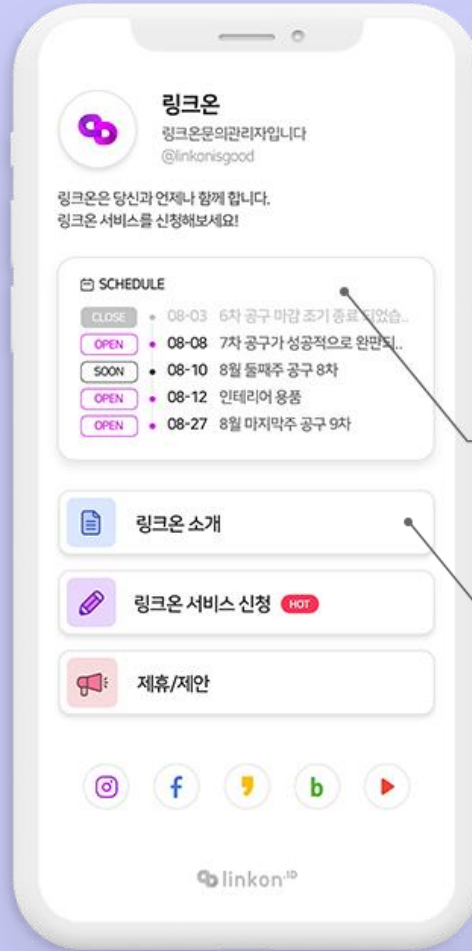 링크온
링크온문의관리자입니다
@linkonisgood
링크온은 당신과 언제나 함께 합니다.
링크온 서비스를 신청해보세요!
SCHEDULE
CLOSE 08-03 6차 공구 마감 조기 종료 되었습..
OPEN 08-08 7차 공구가 성공적으로 완판되..
SOON 08-10 8월 둘째주 공구 8차
OPEN 08-12 인테리어 용품
OPEN 08-27 8월 마지막주 공구 9차
링크온 소개
링크온 서비스 신청 HOT
제휴/제안
linkon.ID